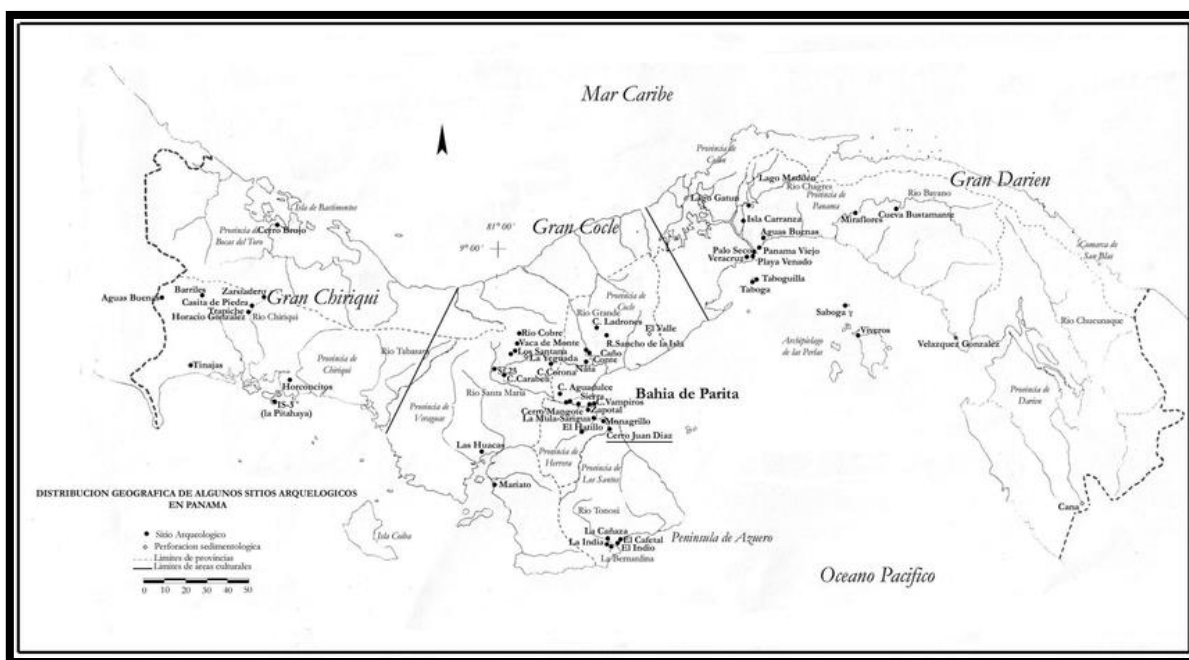 Mar Caribe
Provincia de
Colon
Lago Madden
Rio Chagres
Gran Darien
Isla de Bastimentos
Lago Gatun
Provincia de
Panama
Rio Bayano
Cerro Brujo
Provincia de
Bocas del Toro
81° 00´
9° 00´
Gran Cocle
Isla Carranza
Miraflores
Cueva Bustamante
Aguas Buenas
Palo Seco
Panama Viejo
Veracruz
Playa Venado
Comarca de
San Blas
Taboguilla
Taboga
Aguas Buenas
Barriles
Zarsiadero
Gran Chiriqui
Casita de Piedra
Trapiche
Horacio Gonzalez
Rio Chiriqui
Provincia de
Cocle
Rio Grande
C. Ladrones
El Valle
R.Sancho de la Isla
Saboga
Rio Chucunaque
Rio Tabasara
Rio Cobre
Vaca de Monte
Los Santana
La Yeguada
Caño
Conte
Nata
Viveros
Archipielago
de las Perlas
Velazquez Gonzalez
Tinajas
Provincia de
Chiriqui
Horconcitos
IS-3
(la Pitahaya)
C.Corona
C.Carabali
Rio Santa Maria
C. Aguadulce
Sierra
C.Vampiros
Bahia de Parita
Provincia de
Veraguas
Cerro Mangote
Zapotal
La Mula-Sarigua
Monagrillo
El Hatillo
Cerro Juan Diaz
Provincia de
Darien
Las Huacas
Provincia de
Herrera
Provincia de
Los Santos
Mariato
DISTRIBUCION GEOGRAFICA DE ALGUNOS SITIOS ARQUELOGICOS
EN PANAMA
Rio Tonosi
Isla Coiba
Cana
Sitio Arqueologico
Perforacion sedimentologica
Limites de provincias
Limites de áreas culturales
La Cañaza
El Cafetal
La India
El Indio
La Bernardina
Peninsula de Azuero
Oceano Pacifico
0 10 20 30 40 50